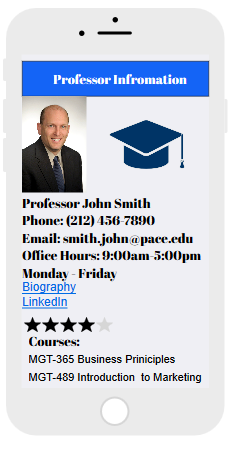 Professor Infromation
Professor John Smith
Phone: (212) 456-7890
Email: smith.john@pace.edu
Office Hours: 9:00am-5:00pm
Monday - Friday
Biography
LinkedIn
Courses:
MGT-365 Business Priniciples
MGT-489 Introduction to Marketing